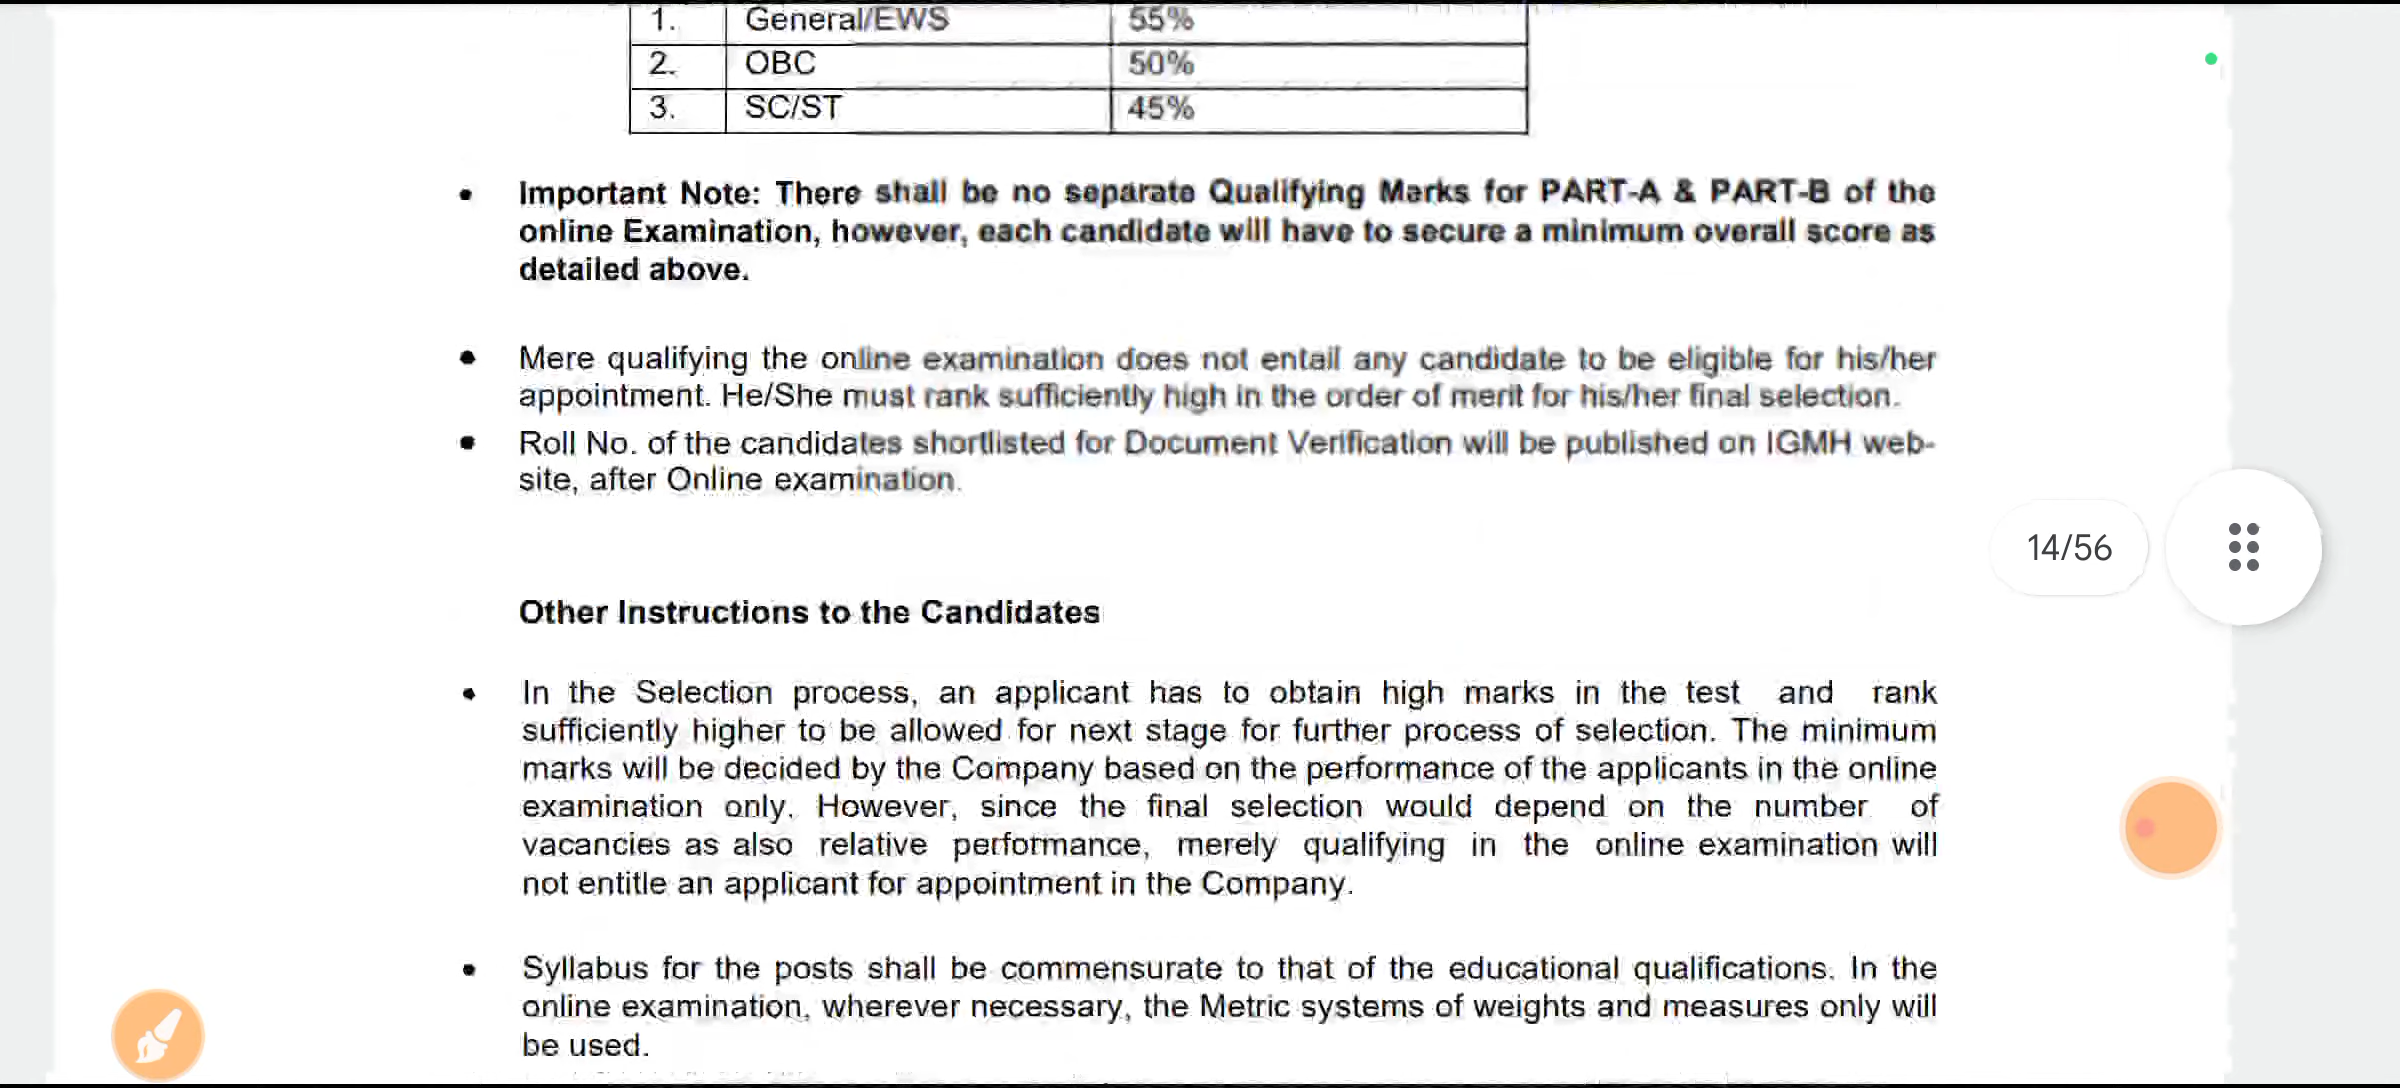 1. General/EWS 55%
2. OBC 50%
3. SC/ST 45%
• Important Note: There shall be no separate Qualifying Marks for PART-A & PART-B of the
online Examination, however, each candidate will have to secure a minimum overall score as
detailed above.
• Mere qualifying the online examination does not entail any candidate to be eligible for his/her
appointment. He/She must rank sufficiently high in the order of merit for his/her final selection.
• Roll No. of the candidates shortlisted for Document Verification will be published on IGMH web-
site, after Online examination.
14/56
Other Instructions to the Candidates
• In the Selection process, an applicant has to obtain high marks in the test and rank
sufficiently higher to be allowed for next stage for further process of selection. The minimum
marks will be decided by the Company based on the performance of the applicants in the online
examination only. However, since the final selection would depend on the number of
vacancies as also relative performance, merely qualifying in the online examination will
not entitle an applicant for appointment in the Company.
• Syllabus for the posts shall be commensurate to that of the educational qualifications. In the
online examination, wherever necessary, the Metric systems of weights and measures only will
be used.